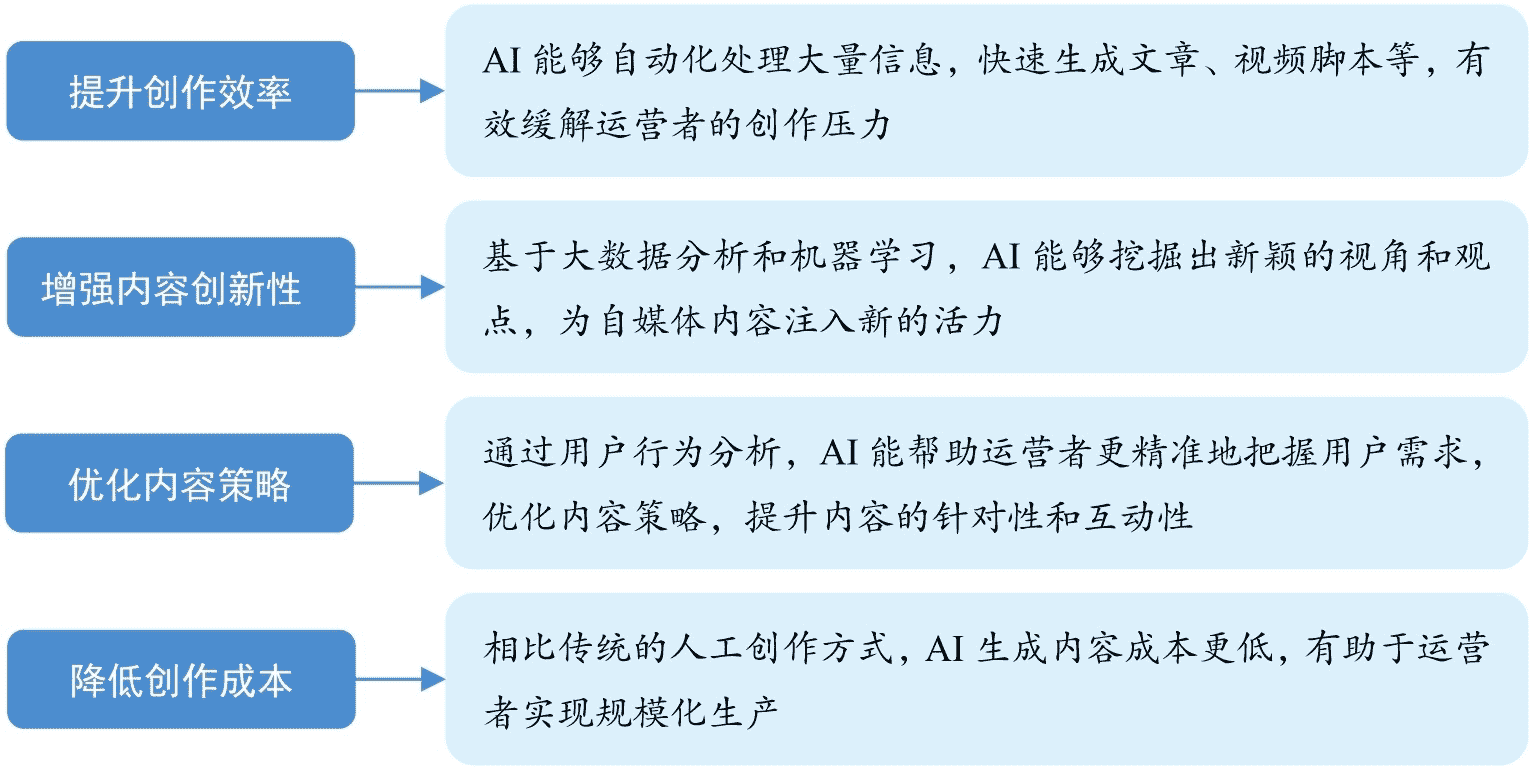 提升创作效率
AI 能够自动化处理大量信息，快速生成文章、视频脚本等，有
效缓解运营者的创作压力
增强内容创新性
基于大数据分析和机器学习，AI 能够挖掘出新颖的视角和观
点，为自媒体内容注入新的活力
优化内容策略
通过用户行为分析，AI 能帮助运营者更精准地把握用户需求，
优化内容策略，提升内容的针对性和互动性
降低创作成本
相比传统的人工创作方式，AI 生成内容成本更低，有助于运营
者实现规模化生产